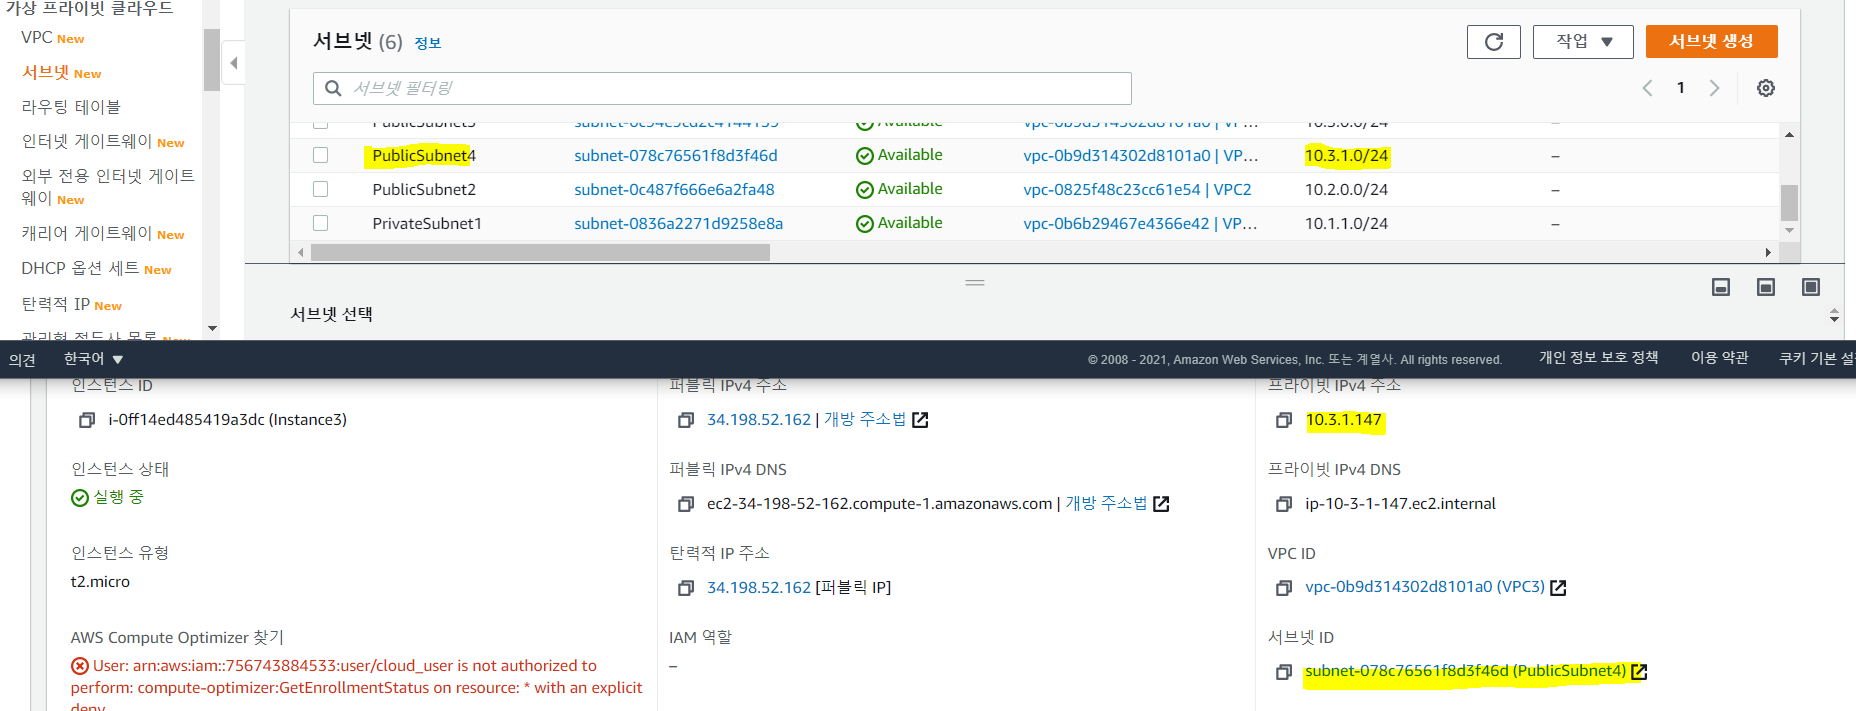 가상 프라이빗 클라우드
VPC New
서브넷 New
라우팅 테이블
인터넷 게이트웨이 New
외부 전용 인터넷 게이트
웨이 New
캐리어 게이트웨이 New
DHCP 옵션 세트 New
탄력적 IP New
서브넷 (6) 정보
작업
서브넷 생성
서브넷 필터링
1
PublicSubnet3 Available 10.3.0.0/24 –
PublicSubnet4 subnet-078c76561f8d3f46d Available vpc-0b9d314302d8101a0 | VP... 10.3.1.0/24 –
PublicSubnet2 subnet-0c487f666e6a2fa48 Available vpc-0825f48c23cc61e54 | VPC2 10.2.0.0/24 –
PrivateSubnet1 subnet-0836a2271d9258e8a Available vpc-0b6b29467e4366e42 | VP... 10.1.1.0/24 –
서브넷 선택
의견 한국어 © 2008 - 2021, Amazon Web Services, Inc. 또는 계열사. All rights reserved. 개인 정보 보호 정책 이용 약관 쿠키 기본
인스턴스 ID
i-0ff14ed485419a3dc (Instance3)
인스턴스 상태
실행 중
인스턴스 유형
t2.micro
AWS Compute Optimizer 찾기
User: arn:aws:iam::756743884533:user/cloud_user is not authorized to
perform: compute-optimizer:GetEnrollmentStatus on resource: * with an explicit
deny
퍼블릭 IPv4 주소
34.198.52.162 | 개방 주소법
퍼블릭 IPv4 DNS
ec2-34-198-52-162.compute-1.amazonaws.com | 개방 주소법
탄력적 IP 주소
34.198.52.162 [퍼블릭 IP]
IAM 역할
–
프라이빗 IPv4 주소
10.3.1.147
프라이빗 IPv4 DNS
ip-10-3-1-147.ec2.internal
VPC ID
vpc-0b9d314302d8101a0 (VPC3)
서브넷 ID
subnet-078c76561f8d3f46d (PublicSubnet4)